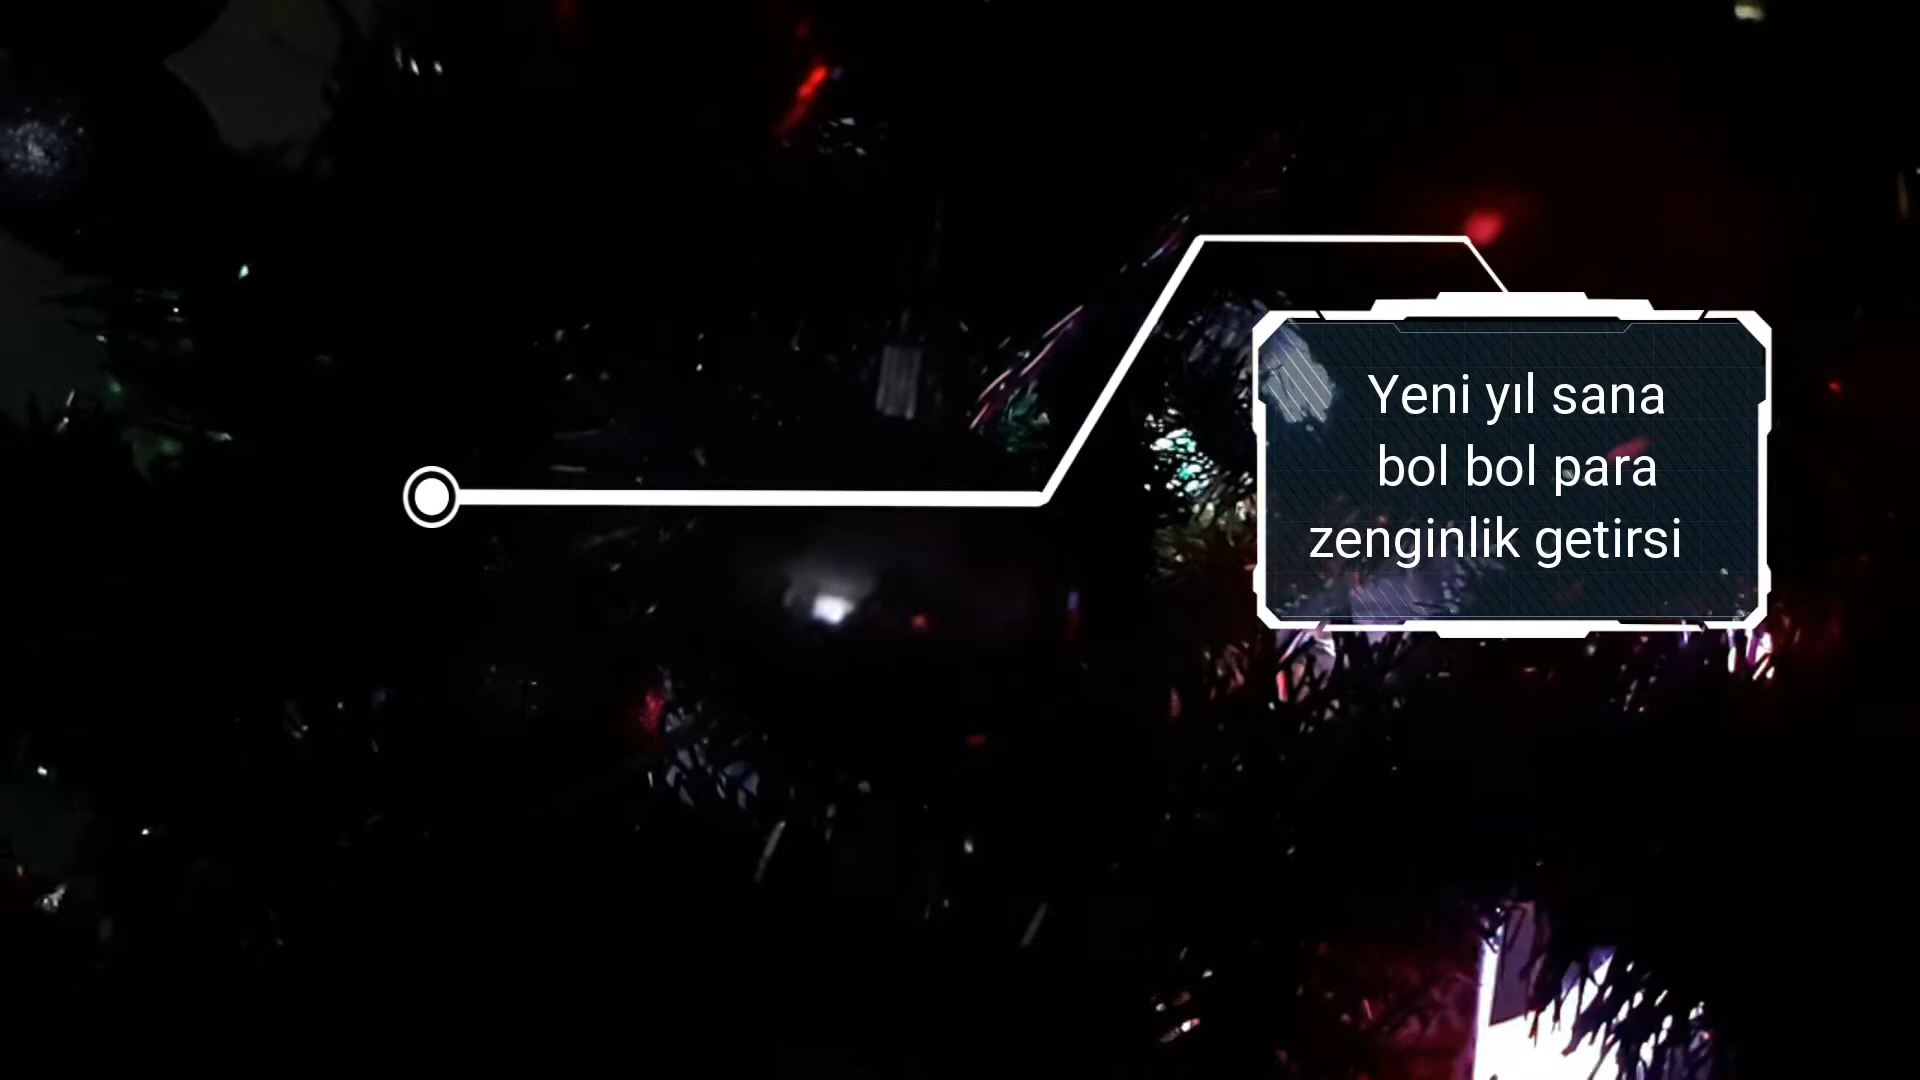 Yeni yıl sana
bol bol para
zenginlik getirsi